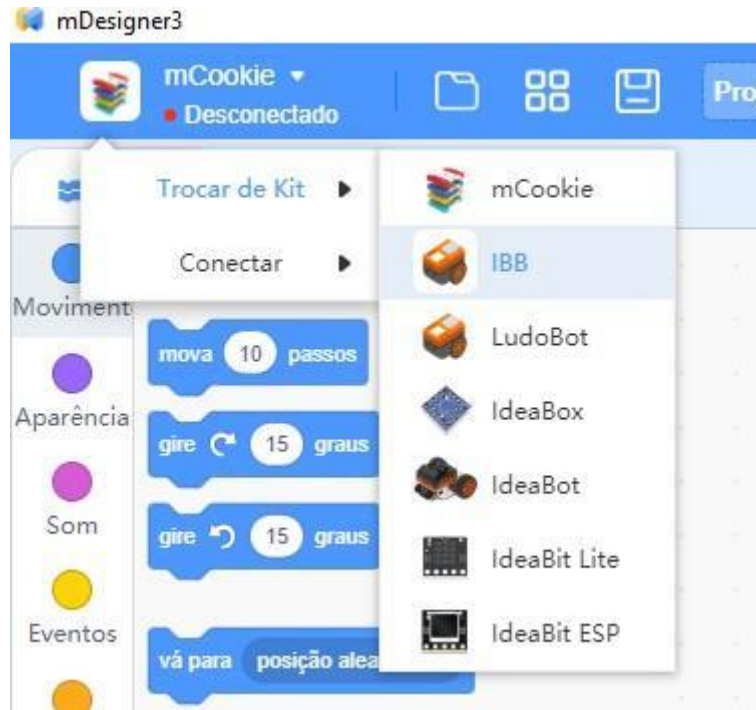 mDesigner3
mCookie
Desconectado
Pro
Trocar de Kit
Conectar
mCookie
IBB
LudoBot
IdeaBox
IdeaBot
IdeaBit Lite
IdeaBit ESP
Moviment
Aparência
Som
Eventos
mova 10 passos
gire 15 graus
gire 15 graus
vá para posição alea